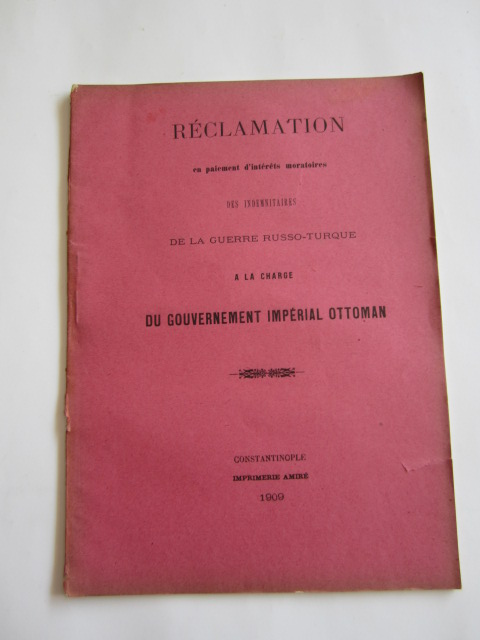 RÉCLAMATION
en paiement d'intérêts moratoires
DES INDEMNITAIRES
DE LA GUERRE RUSSO-TURQUE
A LA CHARGE
DU GOUVERNEMENT IMPÉRIAL OTTOMAN
CONSTANTINOPLE
IMPRIMERIE AMIRÉ
1909